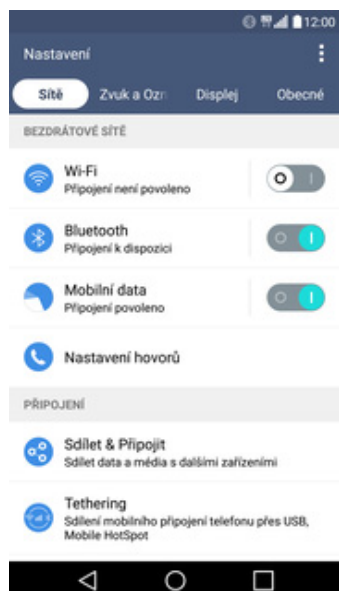 12:00
Nastavení
Sítě Zvuk a Ozn Displej Obecné
BEZDRÁTOVÉ SÍTĚ
Wi-Fi
Připojení není povoleno
Bluetooth
Připojení k dispozici
Mobilní data
Připojení povoleno
Nastavení hovorů
PŘIPOJENÍ
Sdílet & Připojit
Sdílet data a média s dalšími zařízeními
Tethering
Sdílení mobilního připojení telefonu přes USB,
Mobile HotSpot